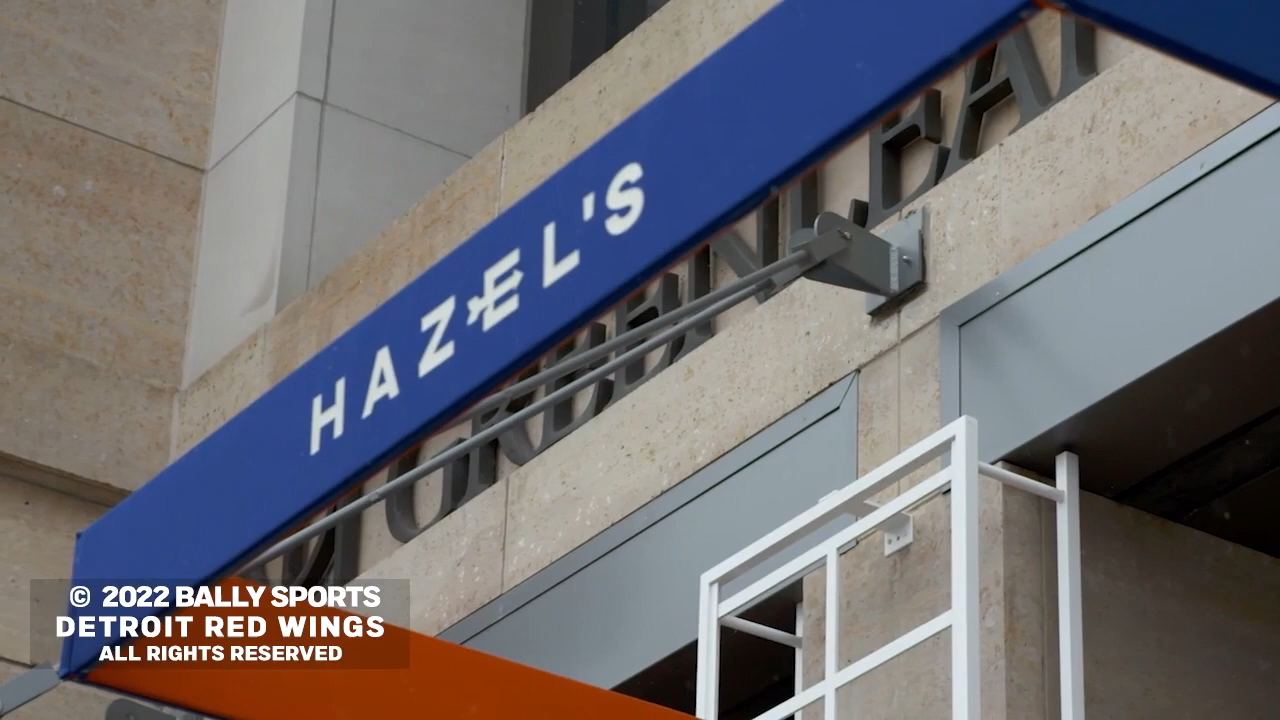 HAZEL'S
© 2022 BALLY SPORTS
DETROIT RED WINGS
ALL RIGHTS RESERVED